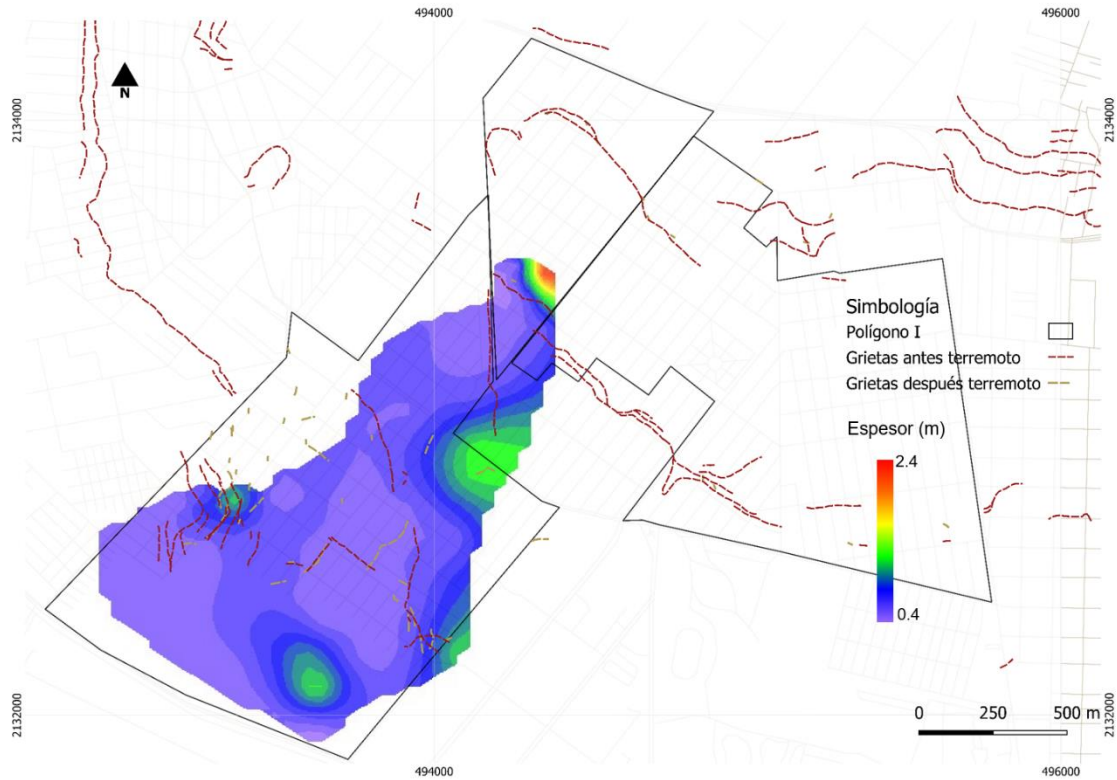 494000
496000
2134000
2134000
N
Simbología
Polígono I
Grietas antes terremoto
Grietas después terremoto
Espesor (m)
2.4
0.4
2132000
2132000
0 250 500 m
494000
496000